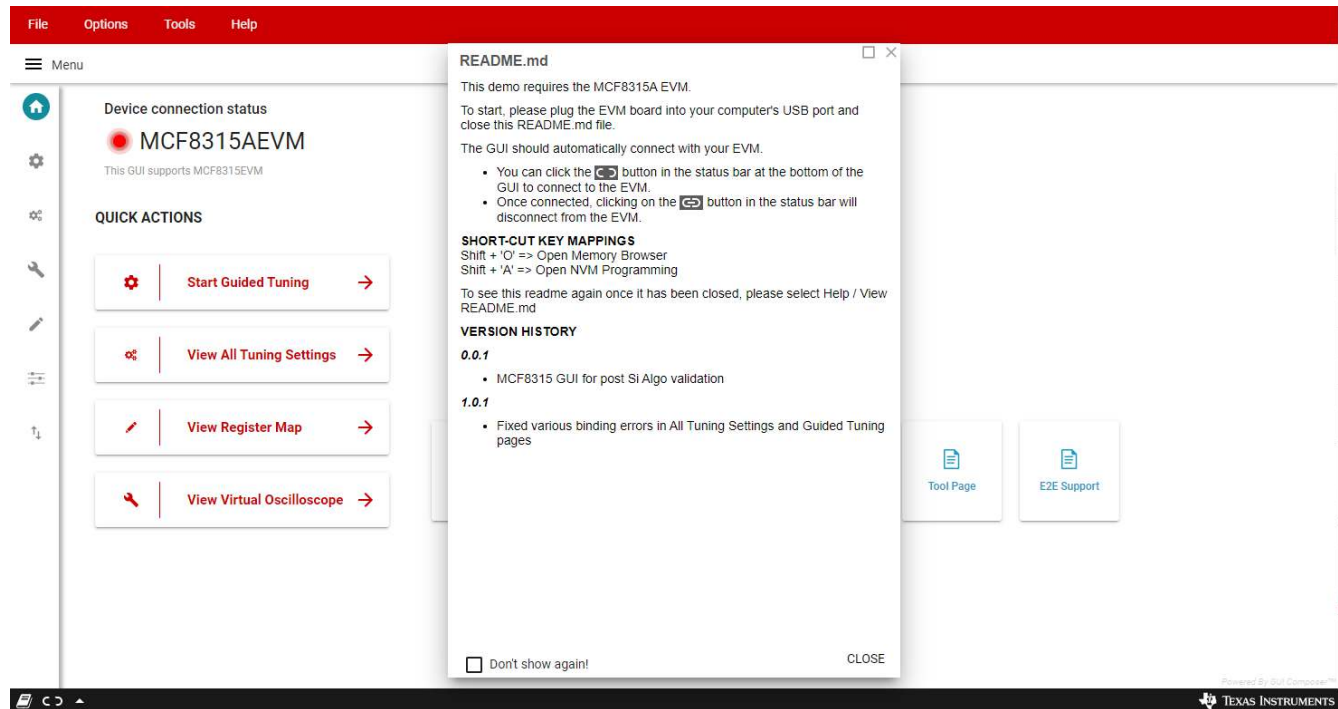 File Options Tools Help
Menu
Device connection status
MCF8315AEVM
This GUI supports MCF8315EVM
QUICK ACTIONS
Start Guided Tuning
View All Tuning Settings
View Register Map
View Virtual Oscilloscope
README.md
This demo requires the MCF8315A EVM.
To start, please plug the EVM board into your computer's USB port and
close this README.md file.
The GUI should automatically connect with your EVM.
• You can click the button in the status bar at the bottom of the
GUI to connect to the EVM.
• Once connected, clicking on the button in the status bar will
disconnect from the EVM.
SHORT-CUT KEY MAPPINGS
Shift + 'O' => Open Memory Browser
Shift + 'A' => Open NVM Programming
To see this readme again once it has been closed, please select Help / View
README.md
VERSION HISTORY
0.0.1
• MCF8315 GUI for post Si Algo validation
1.0.1
• Fixed various binding errors in All Tuning Settings and Guided Tuning
pages
Don't show again!
CLOSE
Tool Page
E2E Support
Powered By GUI Composer™
TEXAS INSTRUMENTS